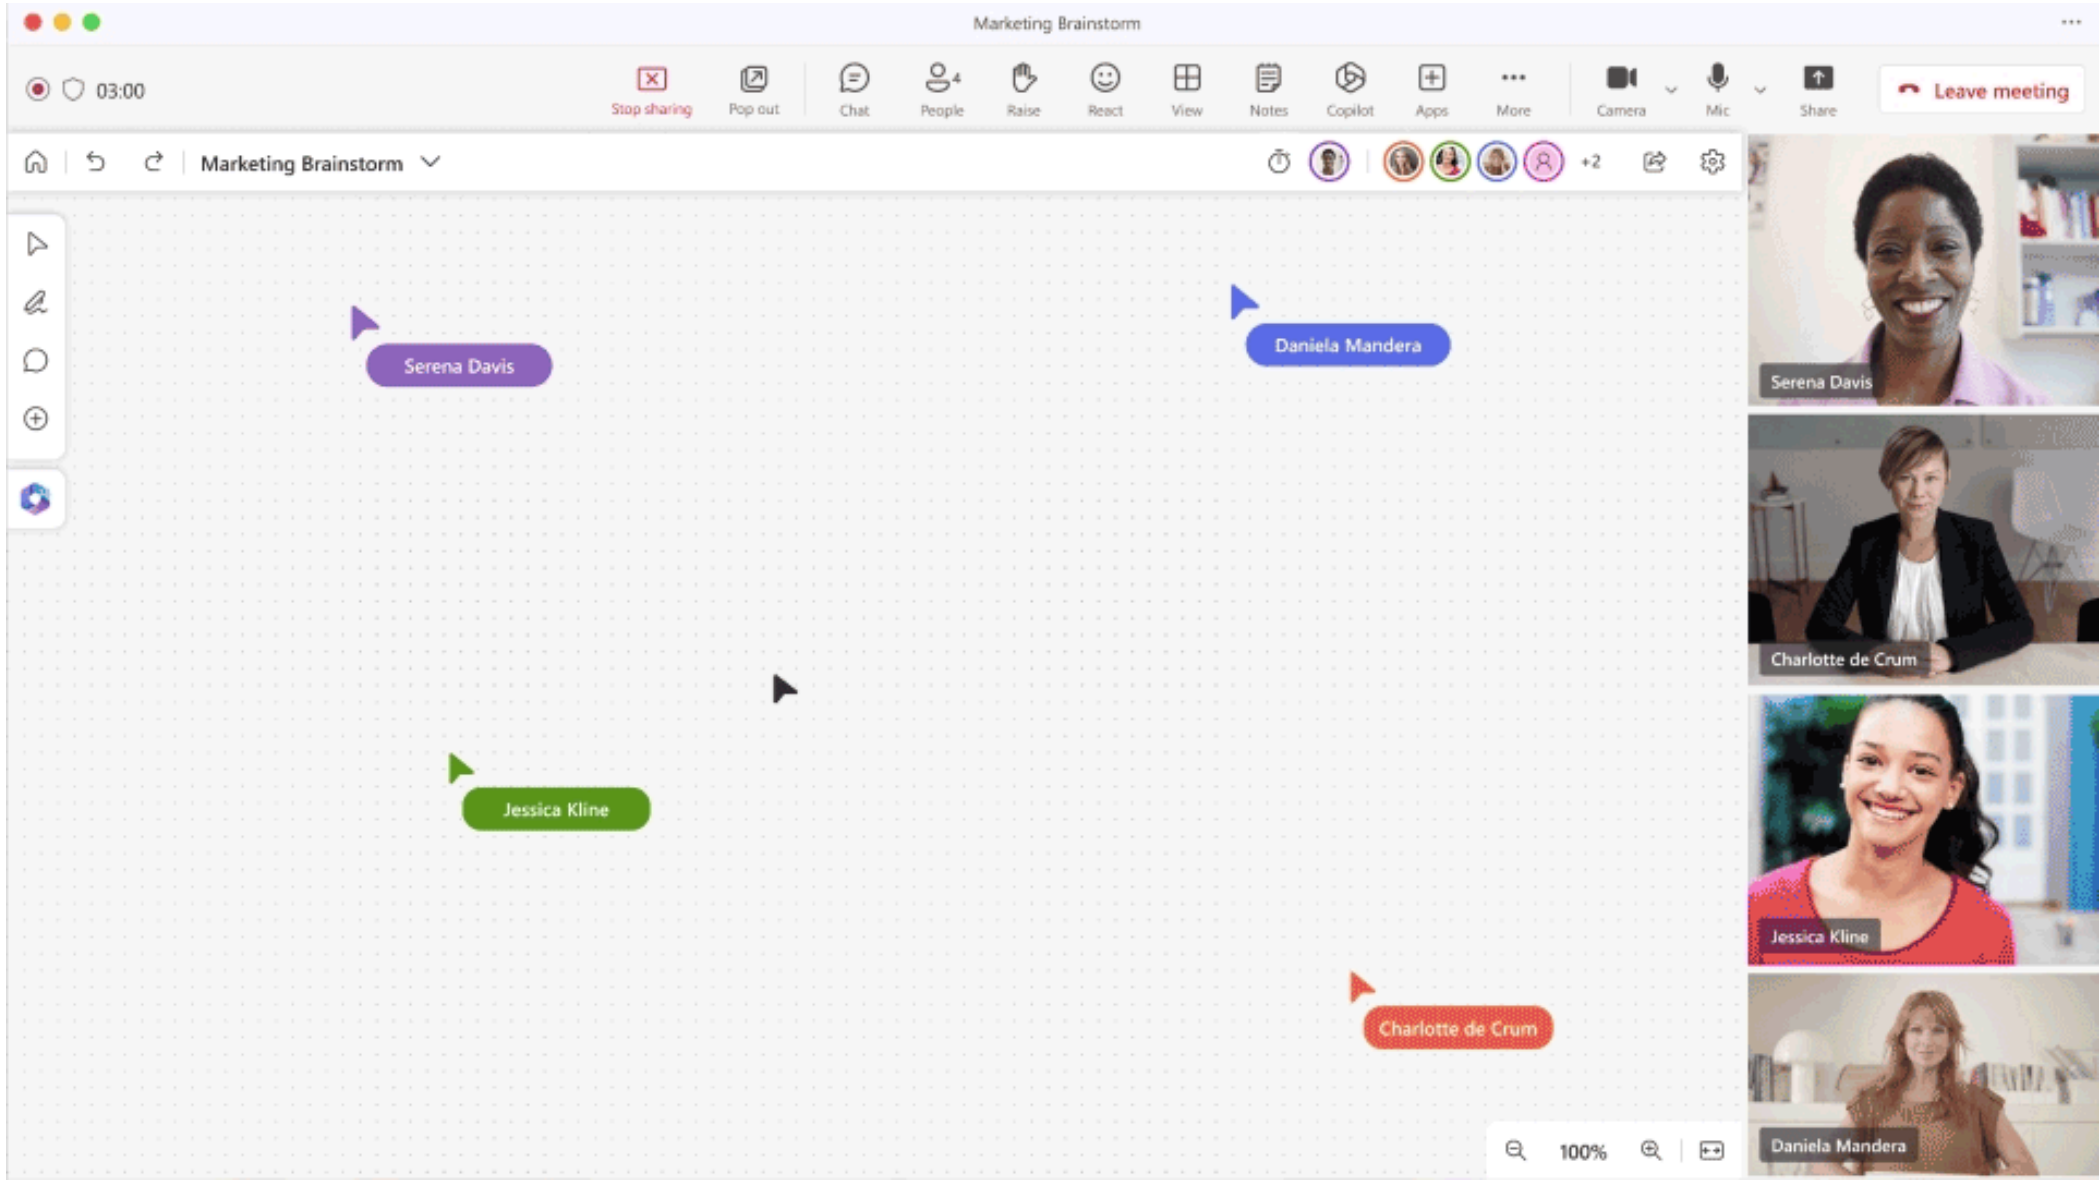 Marketing Brainstorm
03:00
Stop sharing
Pop out
Chat
4
People
Raise
React
View
Notes
Copilot
Apps
More
Camera
Mic
Share
Leave meeting
Marketing Brainstorm
+2
Serena Davis
Daniela Mandera
Jessica Kline
Charlotte de Crum
100%
Serena Davis
Charlotte de Crum
Jessica Kline
Daniela Mandera